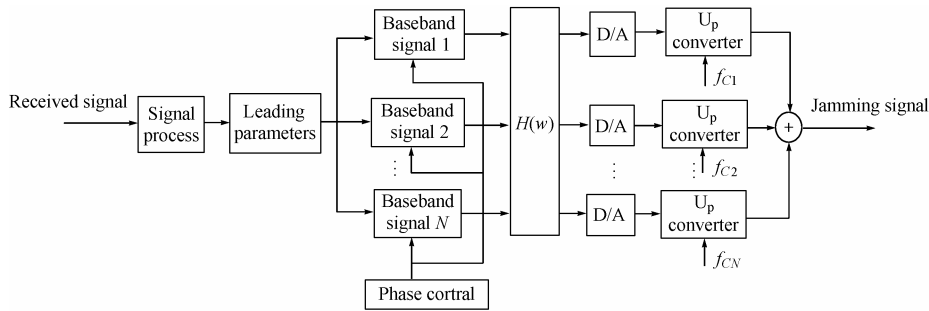 Received signal
Signal
process
Leading
parameters
Baseband
signal 1
Baseband
signal 2
⋮
Baseband
signal N
Phase cortral
H(w)
D/A
Up
converter
fC1
D/A
Up
converter
⋮
⋮
fC2
D/A
Up
converter
fCN
+
Jamming signal